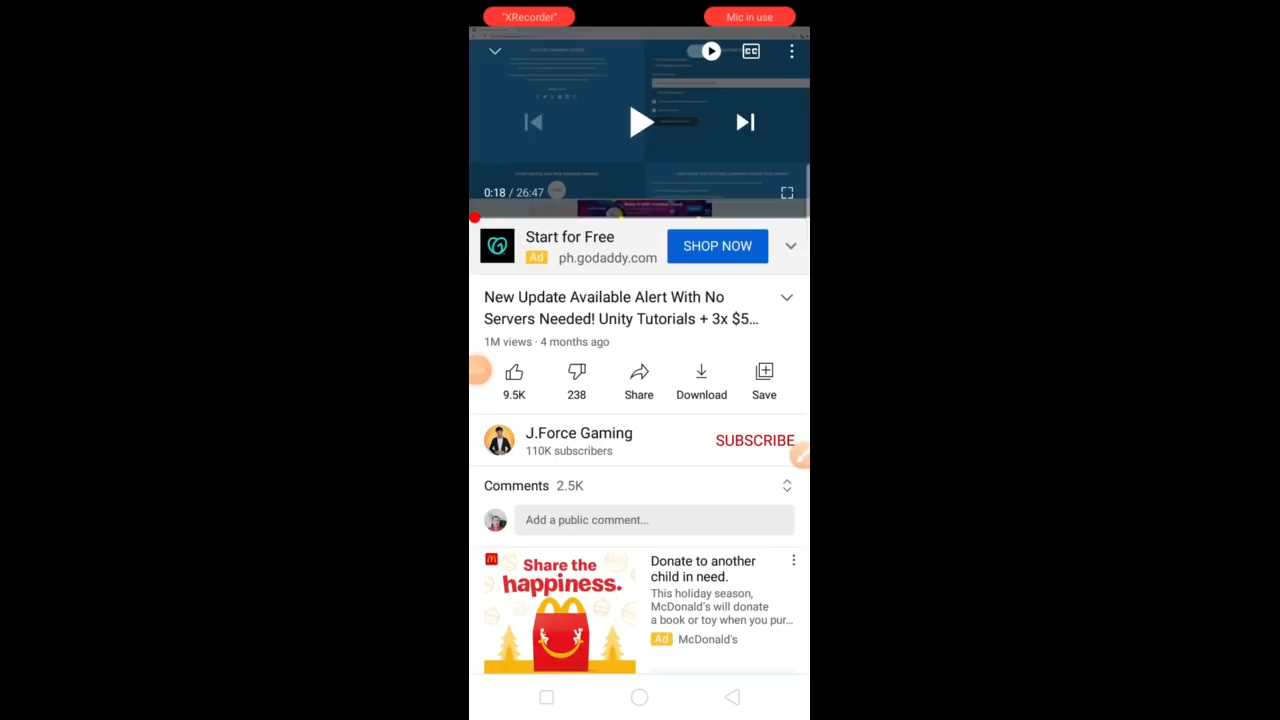 "XRecorder"
Mic in use
CC
0:18 / 26:47
Start for Free
Ad ph.godaddy.com
SHOP NOW
New Update Available Alert With No
Servers Needed! Unity Tutorials + 3x $5...
1M views · 4 months ago
9.5K
238
Share
Download
Save
J.Force Gaming
110K subscribers
SUBSCRIBE
Comments 2.5K
Add a public comment...
Share the
happiness.
Donate to another
child in need.
This holiday season,
McDonald's will donate
a book or toy when you pur...
Ad McDonald's